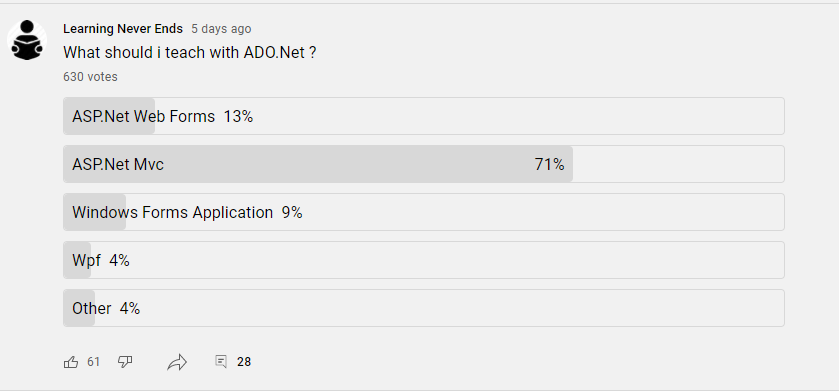 Learning Never Ends 5 days ago
What should i teach with ADO.Net ?
630 votes
ASP.Net Web Forms 13%
ASP.Net Mvc 71%
Windows Forms Application 9%
Wpf 4%
Other 4%
61 28